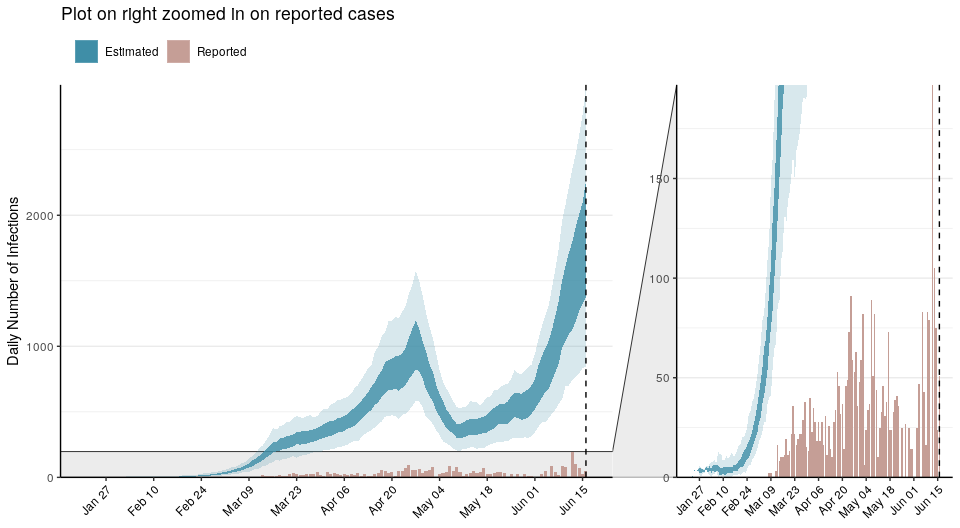 Plot on right zoomed in on reported cases
Estimated
Reported
Daily Number of Infections
2000
1000
0
Jan 27
Feb 10
Feb 24
Mar 09
Mar 23
Apr 06
Apr 20
May 04
May 18
Jun 01
Jun 15
150
100
50
0
Jan 27
Feb 10
Feb 24
Mar 09
Mar 23
Apr 06
Apr 20
May 04
May 18
Jun 01
Jun 15